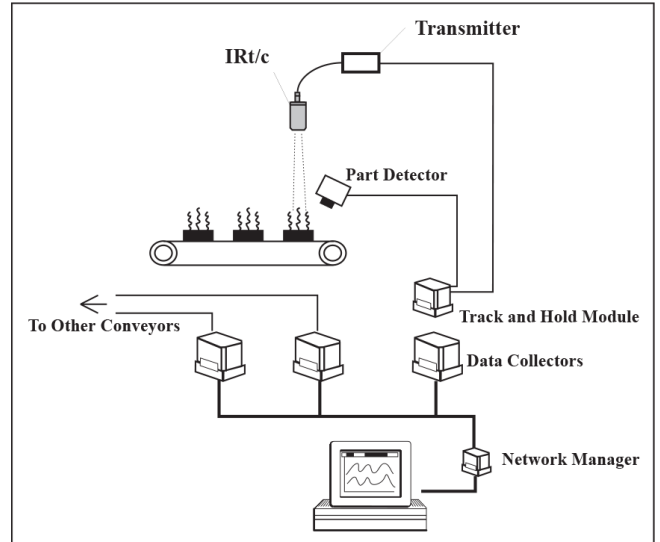 Transmitter
IRt/c
Part Detector
Track and Hold Module
To Other Conveyors
Data Collectors
Network Manager